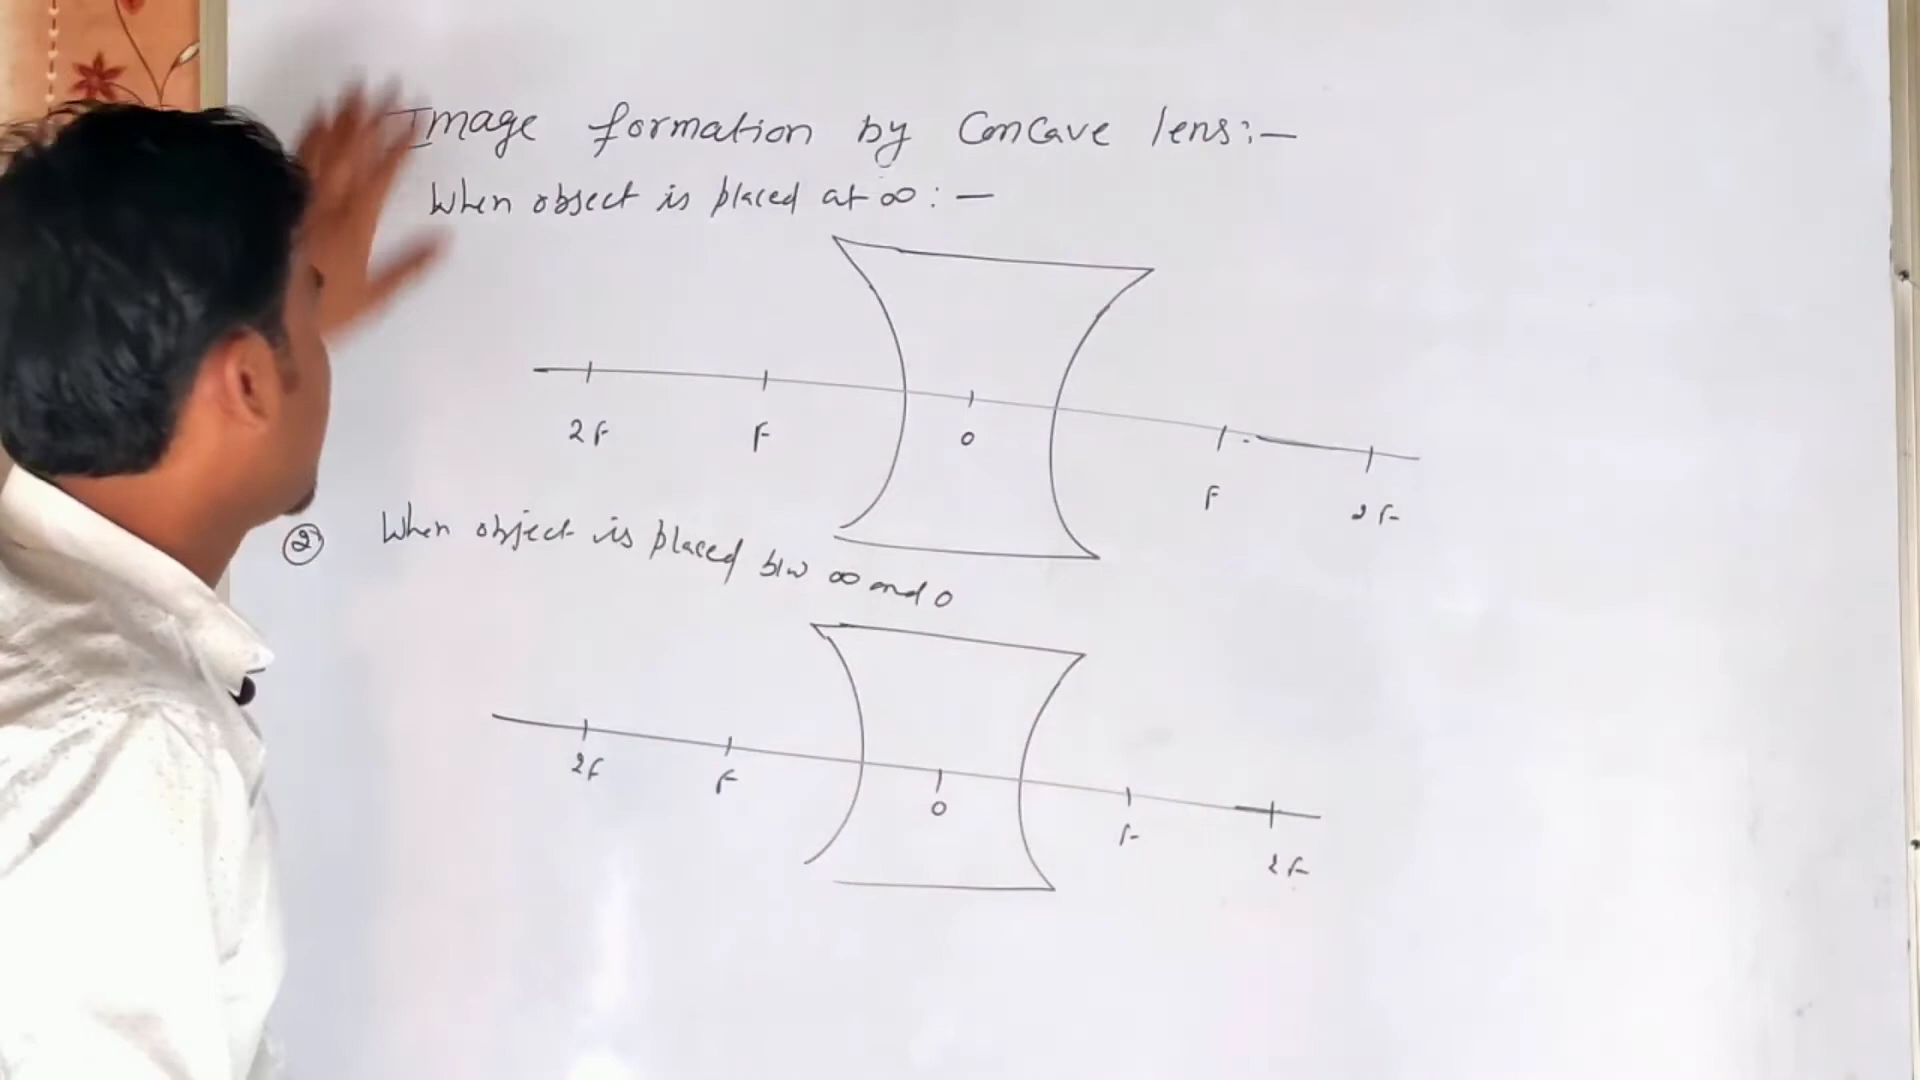 Image formation by Concave lens:-
When object is placed at ∞ : -
2F F O F 2F
② When object is placed b/w ∞ and O
2F F O F 2F